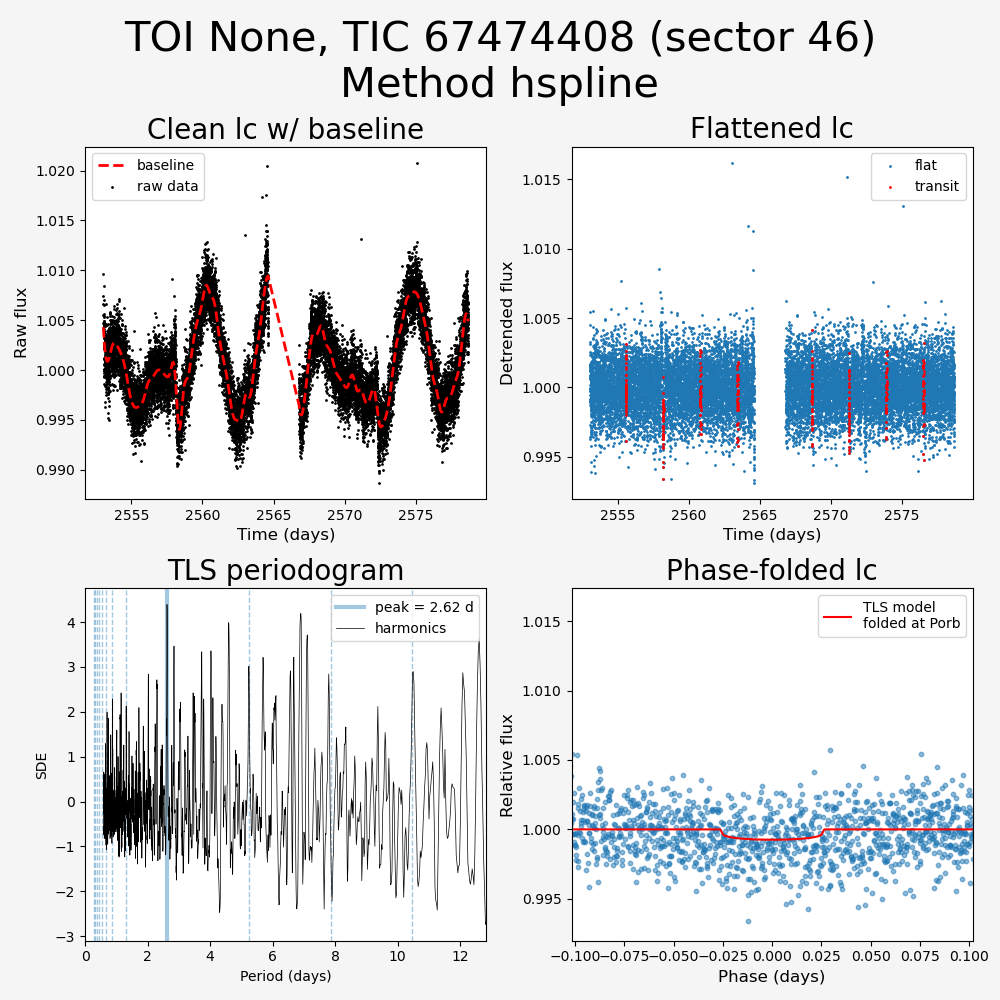 TOI None, TIC 67474408 (sector 46)
Method hspline
Clean lc w/ baseline
baseline
raw data
1.020
1.015
1.010
1.005
1.000
0.995
0.990
Raw flux
2555
2560
2565
2570
2575
Time (days)
Flattened lc
flat
transit
1.015
1.010
1.005
1.000
0.995
Detrended flux
2555
2560
2565
2570
2575
Time (days)
TLS periodogram
peak = 2.62 d
harmonics
4
3
2
1
0
−1
−2
−3
SDE
0
2
4
6
8
10
12
Period (days)
Phase-folded lc
TLS model
folded at Porb
1.015
1.010
1.005
1.000
0.995
Relative flux
−0.100
−0.075
−0.050
−0.025
0.000
0.025
0.050
0.075
0.100
Phase (days)